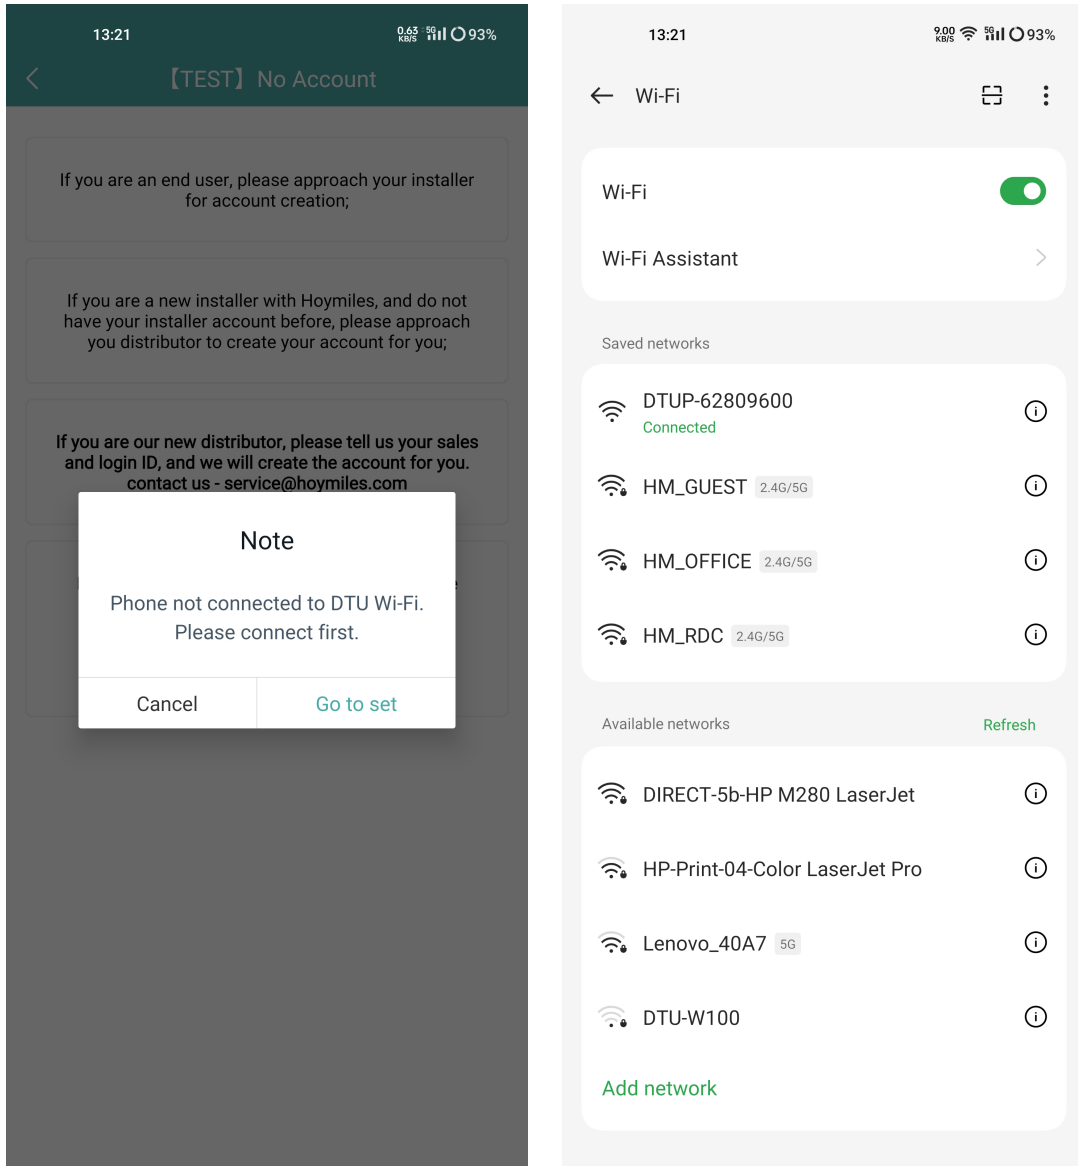 13:21
0.63 KB/S 5G 93%
【TEST】No Account
If you are an end user, please approach your installer
for account creation;
If you are a new installer with Hoymiles, and do not
have your installer account before, please approach
you distributor to create your account for you;
If you are our new distributor, please tell us your sales
and login ID, and we will create the account for you.
contact us - service@hoymiles.com
Note
Phone not connected to DTU Wi-Fi.
Please connect first.
Cancel
Go to set
13:21
9.00 KB/S 5G 93%
Wi-Fi
Wi-Fi
Wi-Fi Assistant
Saved networks
DTUP-62809600
Connected
HM_GUEST 2.4G/5G
HM_OFFICE 2.4G/5G
HM_RDC 2.4G/5G
Available networks
Refresh
DIRECT-5b-HP M280 LaserJet
HP-Print-04-Color LaserJet Pro
Lenovo_40A7 5G
DTU-W100
Add network